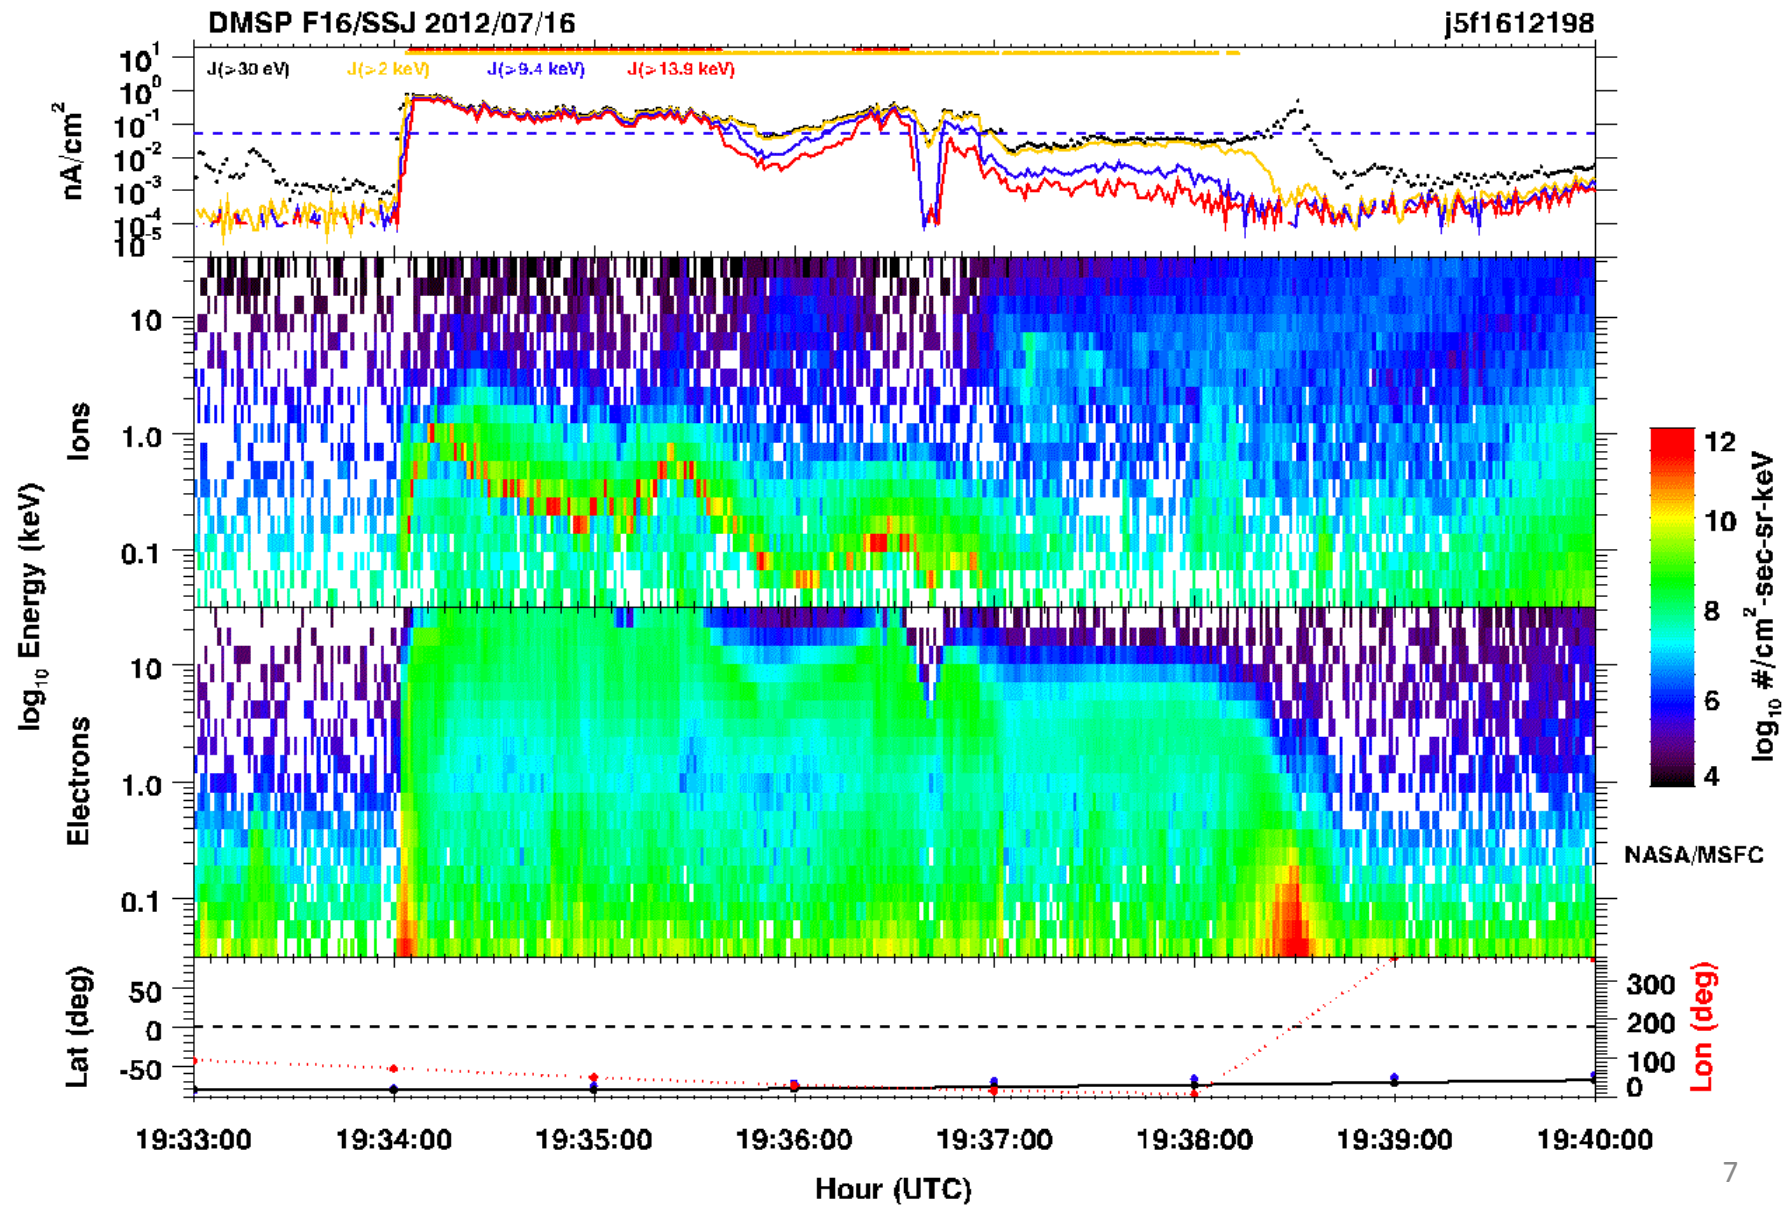 DMSP F16/SSJ 2012/07/16 j5f1612198
J(>30 eV) J(>2 keV) J(>9.4 keV) J(>13.9 keV)
nA/cm²
10¹
10⁰
10⁻¹
10⁻²
10⁻³
10⁻⁴
10⁻⁵
log₁₀ Energy (keV)
Ions
10
1.0
0.1
Electrons
10
1.0
0.1
12
10
8
6
4
log₁₀ #/cm²-sec-sr-keV
NASA/MSFC
Lat (deg)
50
0
-50
300
200
100
0
Lon (deg)
19:33:00 19:34:00 19:35:00 19:36:00 19:37:00 19:38:00 19:39:00 19:40:00
Hour (UTC)
7